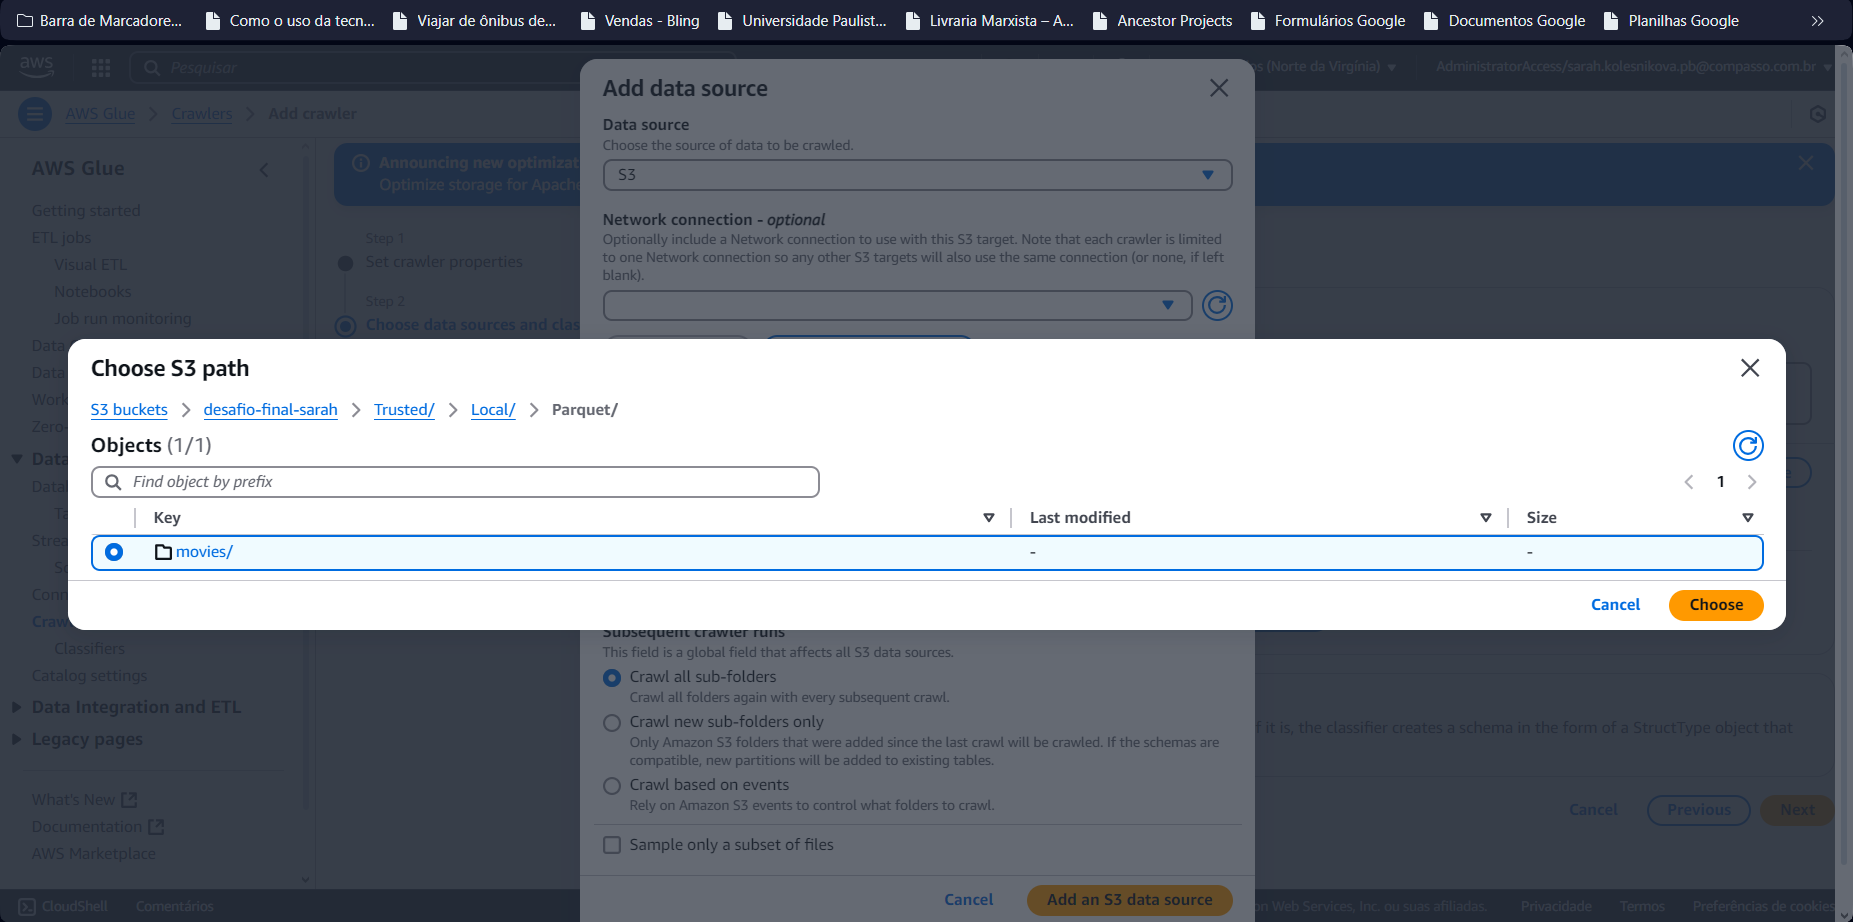 Barra de Marcadore... Como o uso da tecn... Viajar de ônibus de... Vendas - Bling Universidade Paulist... Livraria Marxista – A... Ancestor Projects Formulários Google Documentos Google Planilhas Google
aws Pesquisar os (Norte da Virgínia) AdministratorAccess/sarah.kolesnikova.pb@compasso.com.br
AWS Glue Crawlers Add crawler
AWS Glue
Getting started
ETL jobs
Visual ETL
Notebooks
Job run monitoring
Data
Data
Work
Zero-
Data
Stream
Conn
Craw
Classifiers
Catalog settings
Data Integration and ETL
Legacy pages
What's New
Documentation
AWS Marketplace
Announcing new optimizat
Optimize storage for Apache
Step 1
Set crawler properties
Step 2
Choose data sources and clas
Add data source
Data source
Choose the source of data to be crawled.
S3
Network connection - optional
Optionally include a Network connection to use with this S3 target. Note that each crawler is limited
to one Network connection so any other S3 targets will also use the same connection (or none, if left
blank).
Choose S3 path
S3 buckets desafio-final-sarah Trusted/ Local/ Parquet/
Objects (1/1)
Find object by prefix
1
Key Last modified Size
movies/ - -
Cancel Choose
Subsequent crawler runs
This field is a global field that affects all S3 data sources.
Crawl all sub-folders
Crawl all folders again with every subsequent crawl.
Crawl new sub-folders only
Only Amazon S3 folders that were added since the last crawl will be crawled. If the schemas are
compatible, new partitions will be added to existing tables.
Crawl based on events
Rely on Amazon S3 events to control what folders to crawl.
Sample only a subset of files
Cancel Add an S3 data source
f it is, the classifier creates a schema in the form of a StructType object that
Cancel Previous Next
CloudShell Comentários on Web Services, Inc. ou suas afiliadas. Privacidade Termos Preferências de cookies